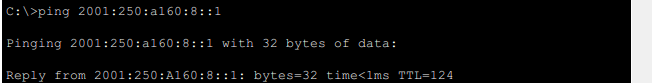 C:\>ping 2001:250:a160:8::1
Pinging 2001:250:a160:8::1 with 32 bytes of data:
Reply from 2001:250:A160:8::1: bytes=32 time<1ms TTL=124